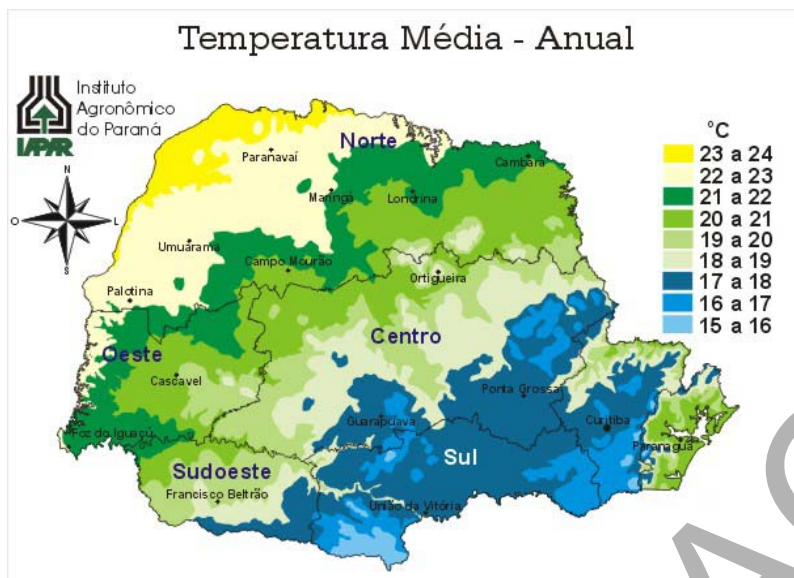 Temperatura Média - Anual
Instituto
Agronômico
do Paraná
IAPAR
N
O
L
S
Norte
Paranavaí
Cambará
Maringá
Londrina
Umuarama
Campo Mourão
Ortigueira
Palotina
Oeste
Centro
Cascavel
Ponta Grossa
Guarapuava
Curitiba
Foz do Iguaçú
Paranaguá
Sul
Sudoeste
Francisco Beltrão
União da Vitória
°C
23 a 24
22 a 23
21 a 22
20 a 21
19 a 20
18 a 19
17 a 18
16 a 17
15 a 16